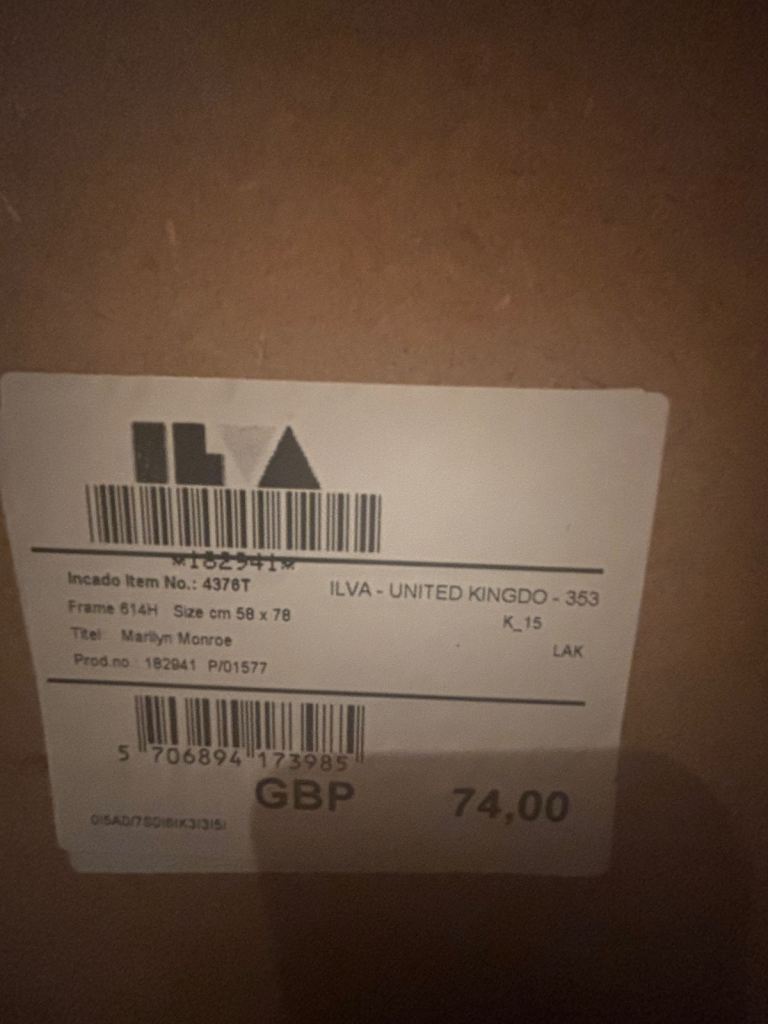 ILVA
*182941*
Incado Item No.: 4376T
ILVA - UNITED KINGDO - 353
Frame 614H Size cm 58 x 78
K_15
Titel: Marilyn Monroe
LAK
Prod.no : 182941 P/01577
5 706894 173985
GBP 74,00